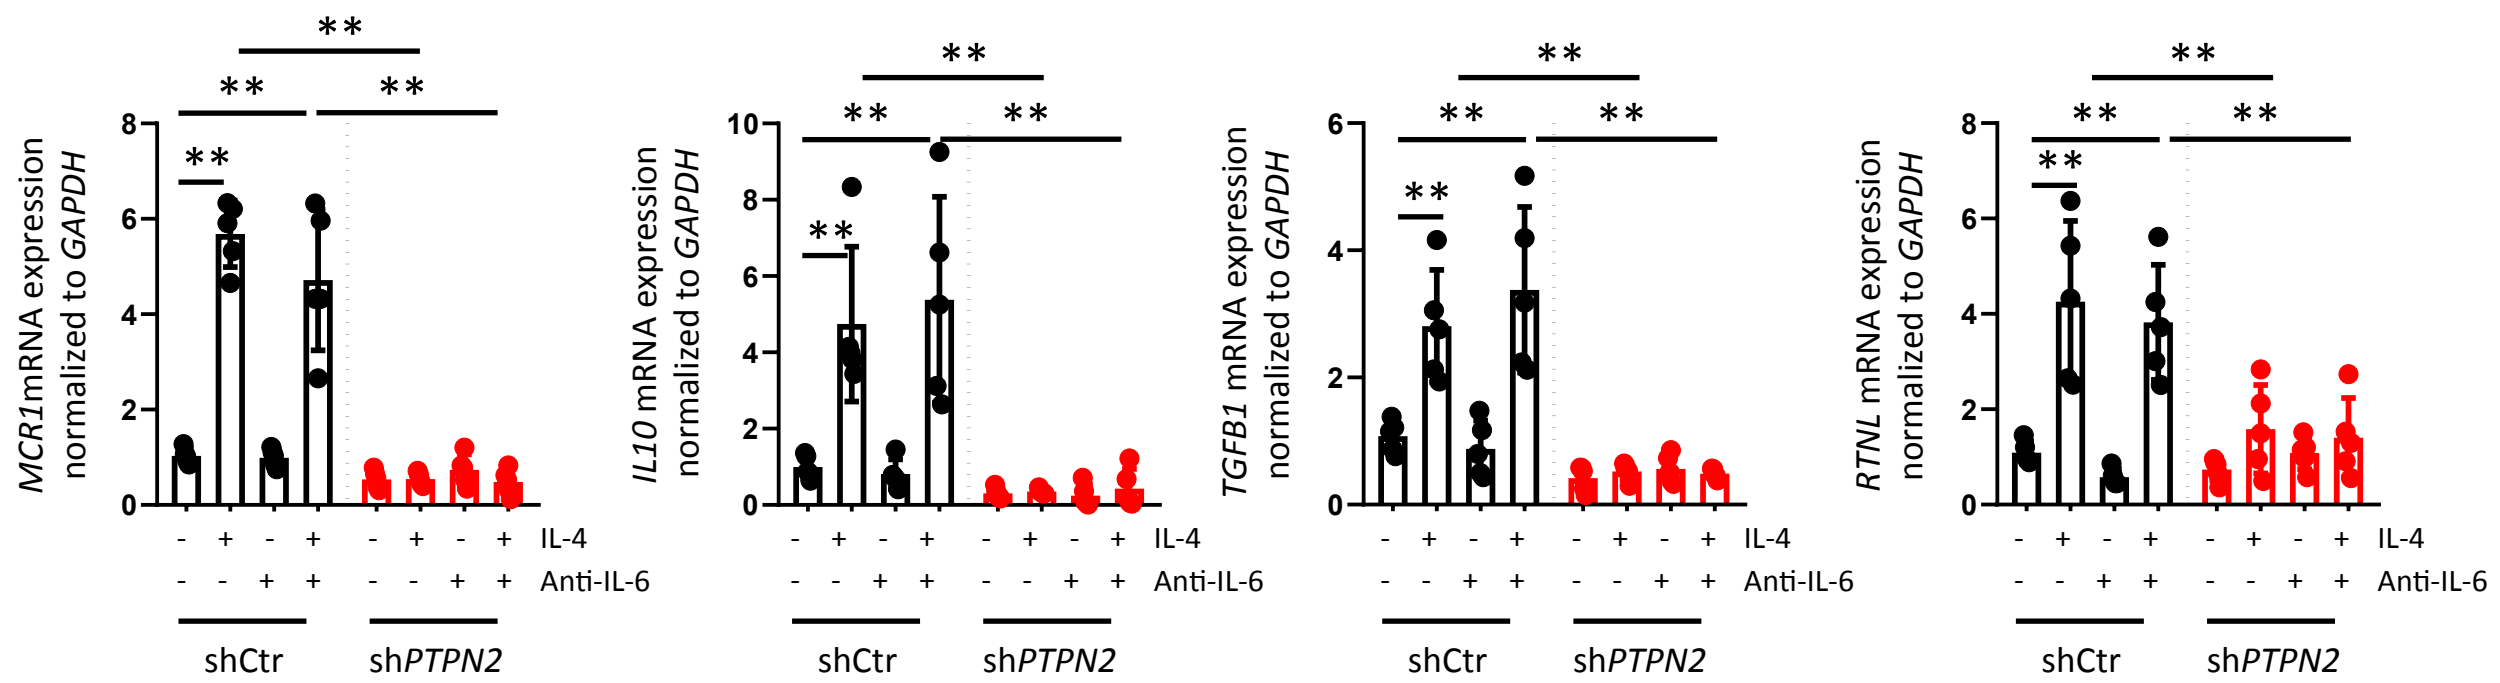 **
** **
**
MCR1 mRNA expression
normalized to GAPDH
8
6
4
2
0
- + - + - + - + IL-4
- - + + - - + + Anti-IL-6
shCtr shPTPN2
**
** **
**
IL10 mRNA expression
normalized to GAPDH
10
8
6
4
2
0
- + - + - + - + IL-4
- - + + - - + + Anti-IL-6
shCtr shPTPN2
**
** **
**
TGFB1 mRNA expression
normalized to GAPDH
6
4
2
0
- + - + - + - + IL-4
- - + + - - + + Anti-IL-6
shCtr shPTPN2
**
** **
**
RTNL mRNA expression
normalized to GAPDH
8
6
4
2
0
- + - + - + - + IL-4
- - + + - - + + Anti-IL-6
shCtr shPTPN2